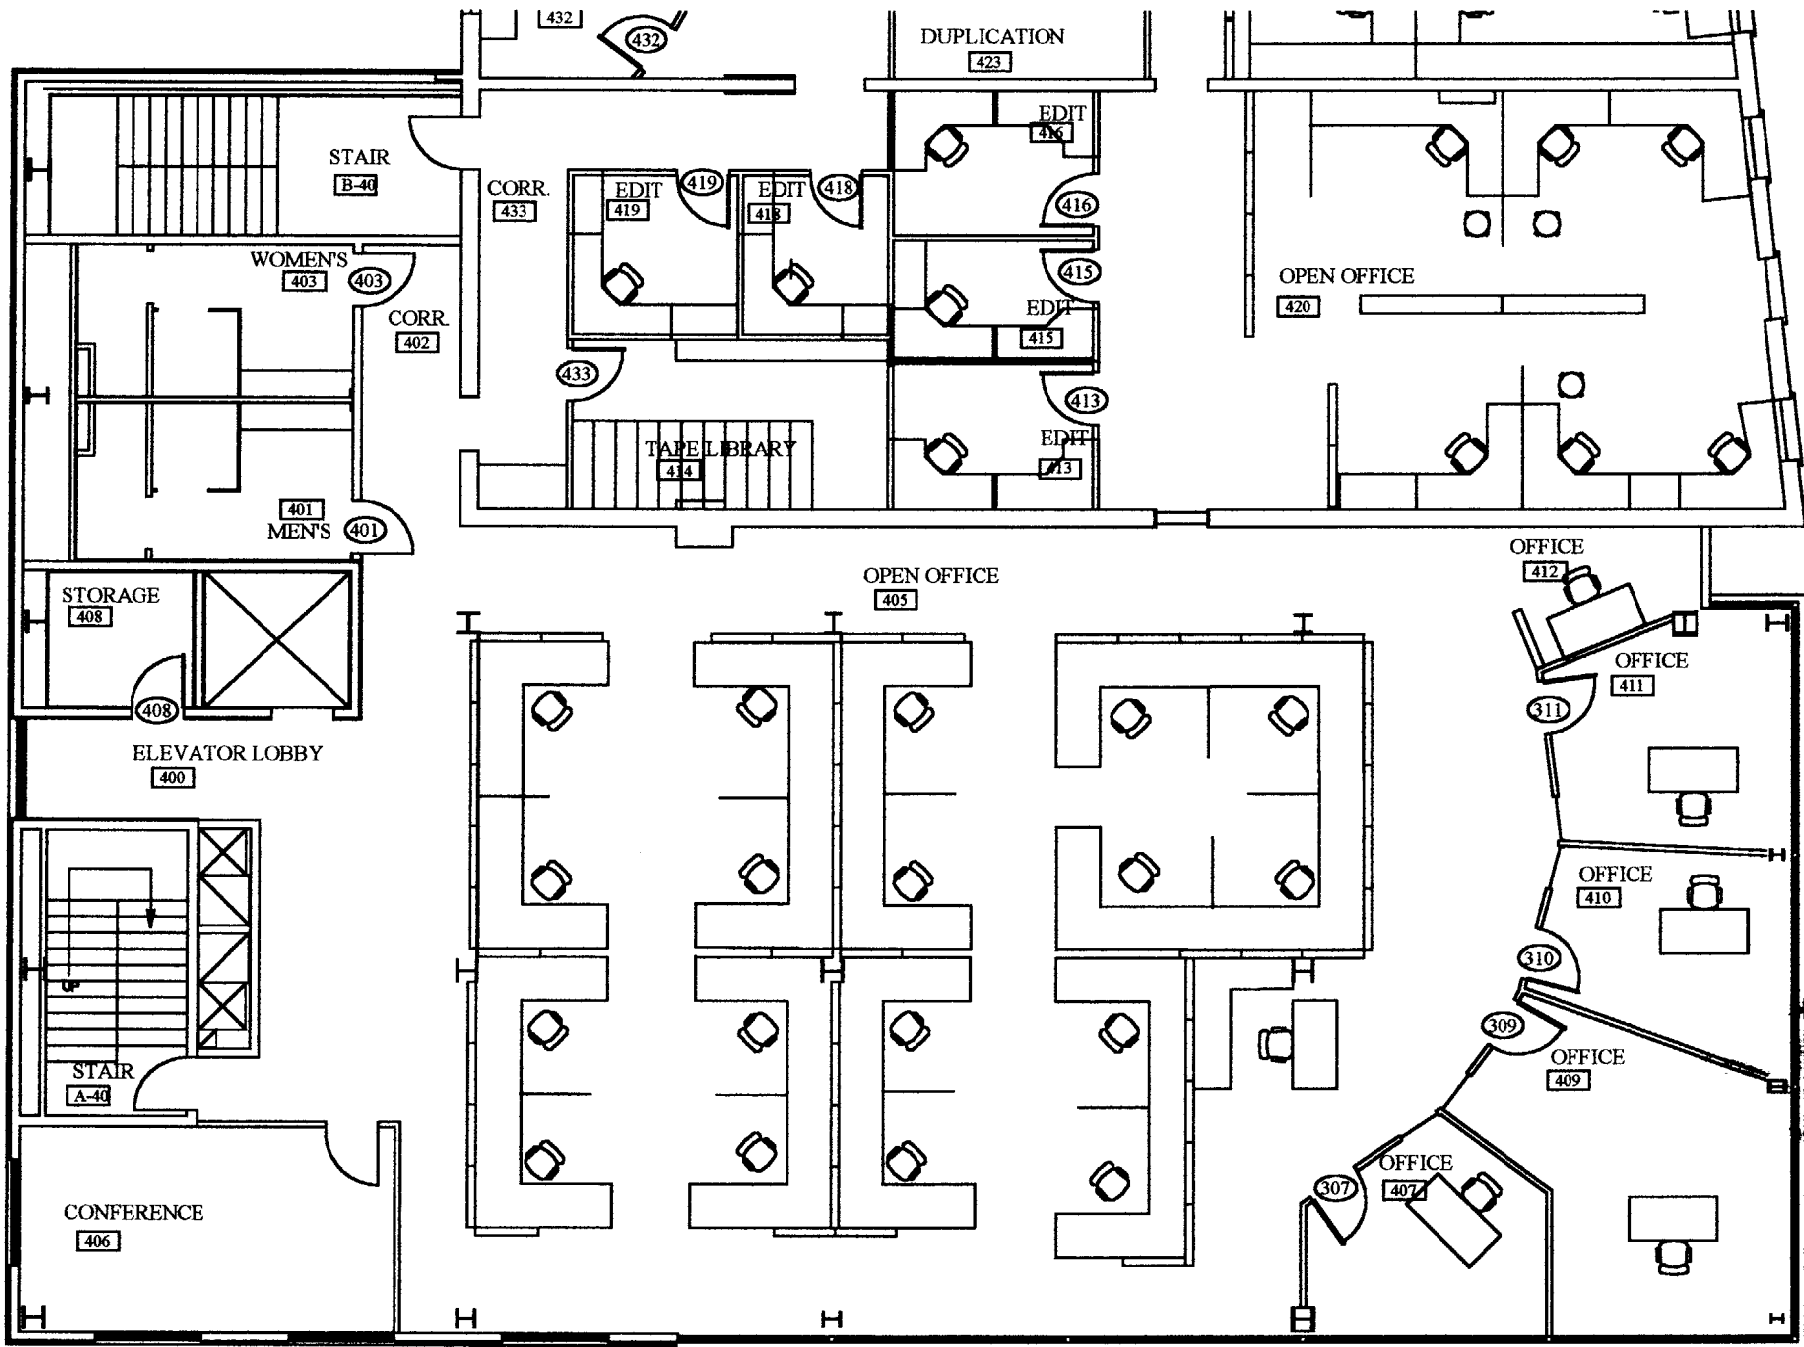 432
432
DUPLICATION
423
EDIT
416
STAIR
B-40
CORR.
433
EDIT
419
419
EDIT
418
418
416
WOMEN'S
403
403
415
OPEN OFFICE
420
CORR.
402
EDIT
415
433
413
TAPE LIBRARY
414
EDIT
413
401
MEN'S
401
OFFICE
412
OPEN OFFICE
405
STORAGE
408
OFFICE
411
408
311
ELEVATOR LOBBY
400
OFFICE
410
310
UP
309
OFFICE
409
STAIR
A-40
OFFICE
407
307
CONFERENCE
406